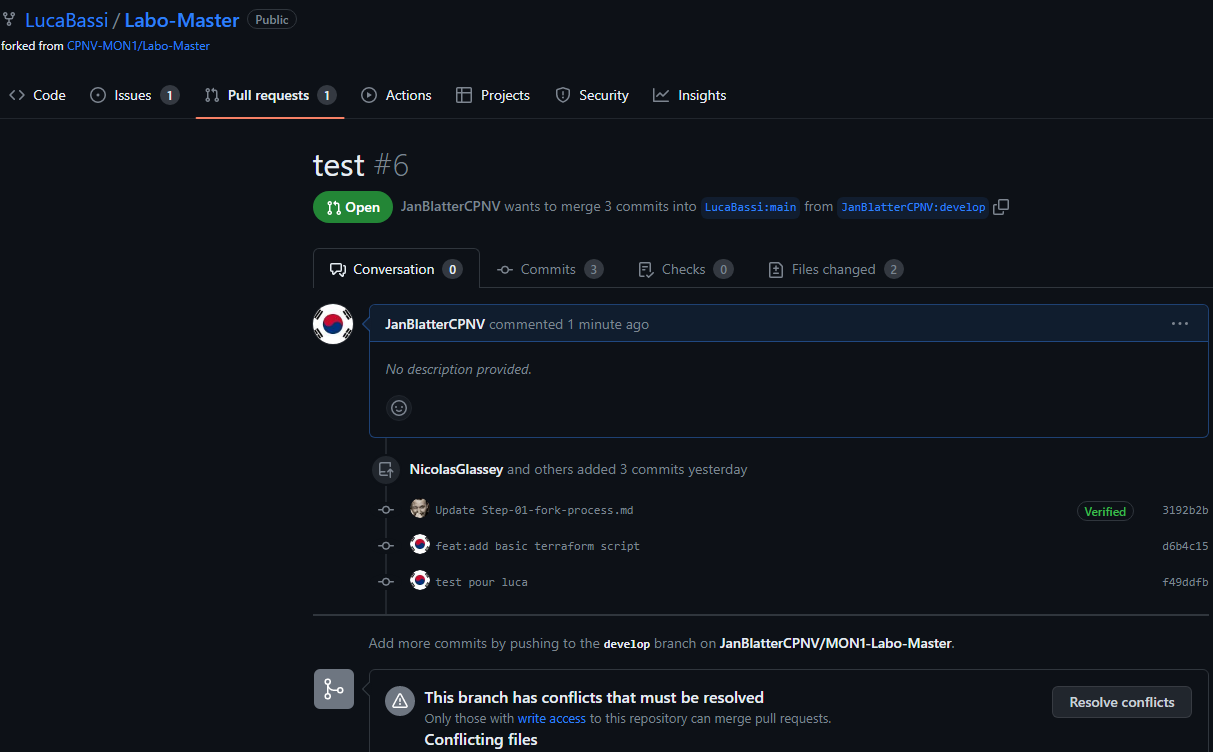 LucaBassi / Labo-Master Public
forked from CPNV-MON1/Labo-Master
Code Issues 1 Pull requests 1 Actions Projects Security Insights
test #6
Open JanBlatterCPNV wants to merge 3 commits into LucaBassi:main from JanBlatterCPNV:develop
Conversation 0 Commits 3 Checks 0 Files changed 2
JanBlatterCPNV commented 1 minute ago ...
No description provided.
NicolasGlassey and others added 3 commits yesterday
Update Step-01-fork-process.md Verified 3192b2b
feat:add basic terraform script d6b4c15
test pour luca f49ddfb
Add more commits by pushing to the develop branch on JanBlatterCPNV/MON1-Labo-Master.
This branch has conflicts that must be resolved Resolve conflicts
Only those with write access to this repository can merge pull requests.
Conflicting files